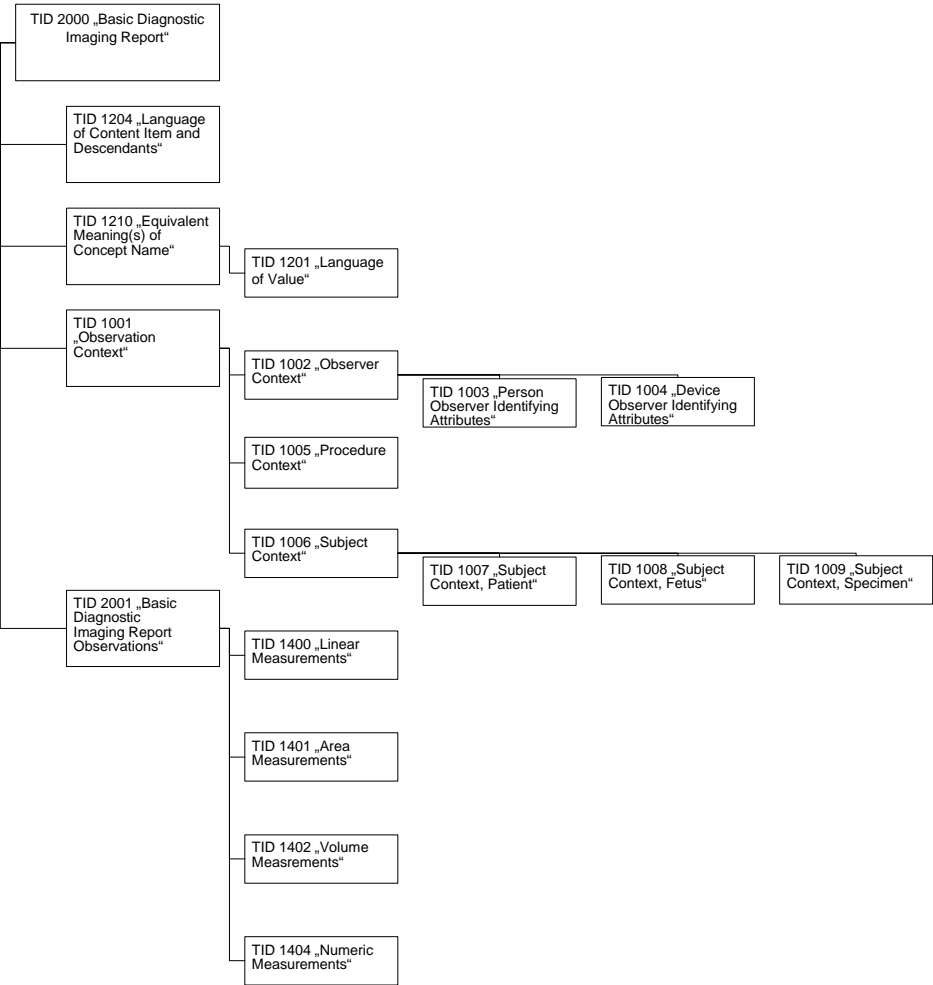 TID 2000 „Basic Diagnostic
Imaging Report“
TID 1204 „Language
of Content Item and
Descendants“
TID 1210 „Equivalent
Meaning(s) of
Concept Name“
TID 1201 „Language
of Value“
TID 1001
„Observation
Context“
TID 1002 „Observer
Context“
TID 1003 „Person
Observer Identifying
Attributes“
TID 1004 „Device
Observer Identifying
Attributes“
TID 1005 „Procedure
Context“
TID 1006 „Subject
Context“
TID 1007 „Subject
Context, Patient“
TID 1008 „Subject
Context, Fetus“
TID 1009 „Subject
Context, Specimen“
TID 2001 „Basic
Diagnostic
Imaging Report
Observations“
TID 1400 „Linear
Measurements“
TID 1401 „Area
Measurements“
TID 1402 „Volume
Measrements“
TID 1404 „Numeric
Measurements“